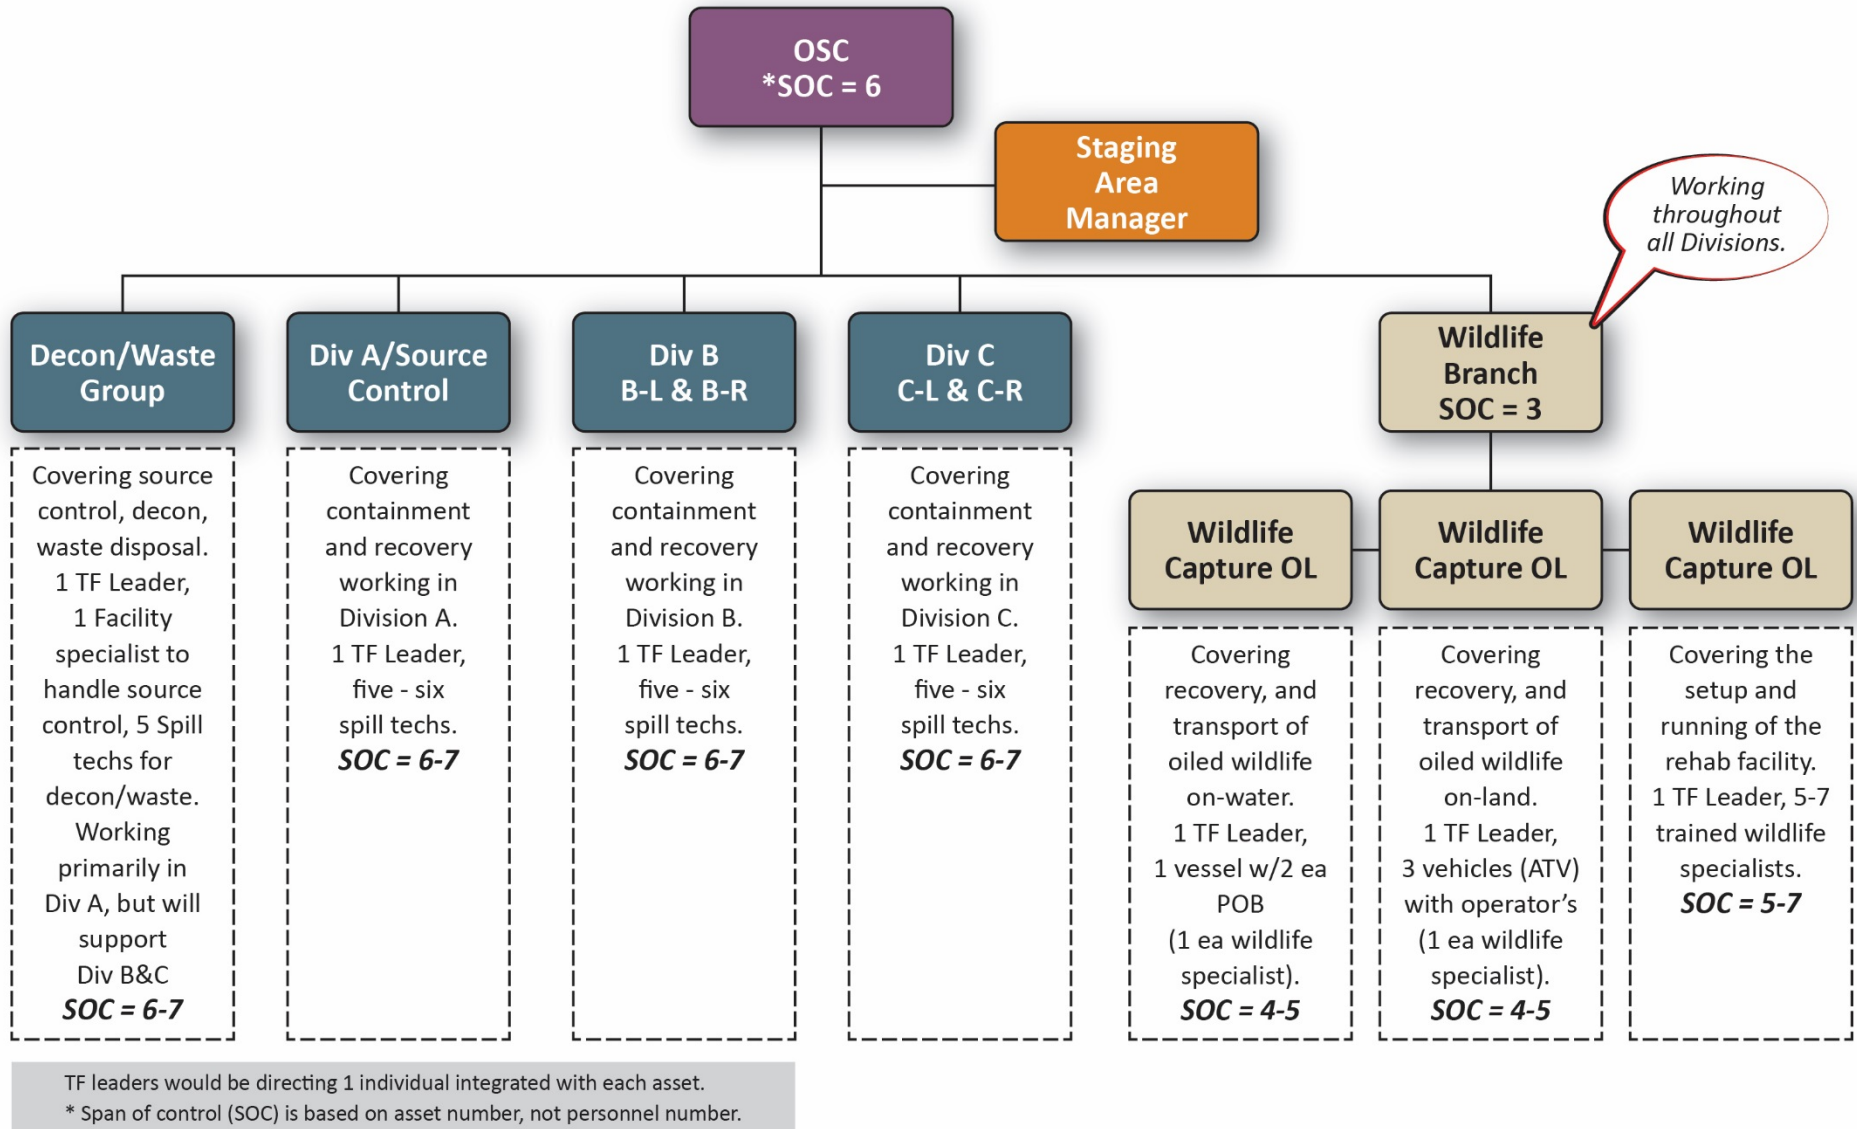 OSC
*SOC = 6
Staging
Area
Manager
Working
throughout
all Divisions.
Decon/Waste
Group
Div A/Source
Control
Div B
B-L & B-R
Div C
C-L & C-R
Wildlife
Branch
SOC = 3
Covering source
control, decon,
waste disposal.
1 TF Leader,
1 Facility
specialist to
handle source
control, 5 Spill
techs for
decon/waste.
Working
primarily in
Div A, but will
support
Div B&C
SOC = 6-7
Covering
containment
and recovery
working in
Division A.
1 TF Leader,
five - six
spill techs.
SOC = 6-7
Covering
containment
and recovery
working in
Division B.
1 TF Leader,
five - six
spill techs.
SOC = 6-7
Covering
containment
and recovery
working in
Division C.
1 TF Leader,
five - six
spill techs.
SOC = 6-7
Wildlife
Capture OL
Covering
recovery, and
transport of
oiled wildlife
on-water.
1 TF Leader,
1 vessel w/2 ea
POB
(1 ea wildlife
specialist).
SOC = 4-5
Wildlife
Capture OL
Covering
recovery, and
transport of
oiled wildlife
on-land.
1 TF Leader,
3 vehicles (ATV)
with operator’s
(1 ea wildlife
specialist).
SOC = 4-5
Wildlife
Capture OL
Covering the
setup and
running of the
rehab facility.
1 TF Leader, 5-7
trained wildlife
specialists.
SOC = 5-7
TF leaders would be directing 1 individual integrated with each asset.
* Span of control (SOC) is based on asset number, not personnel number.